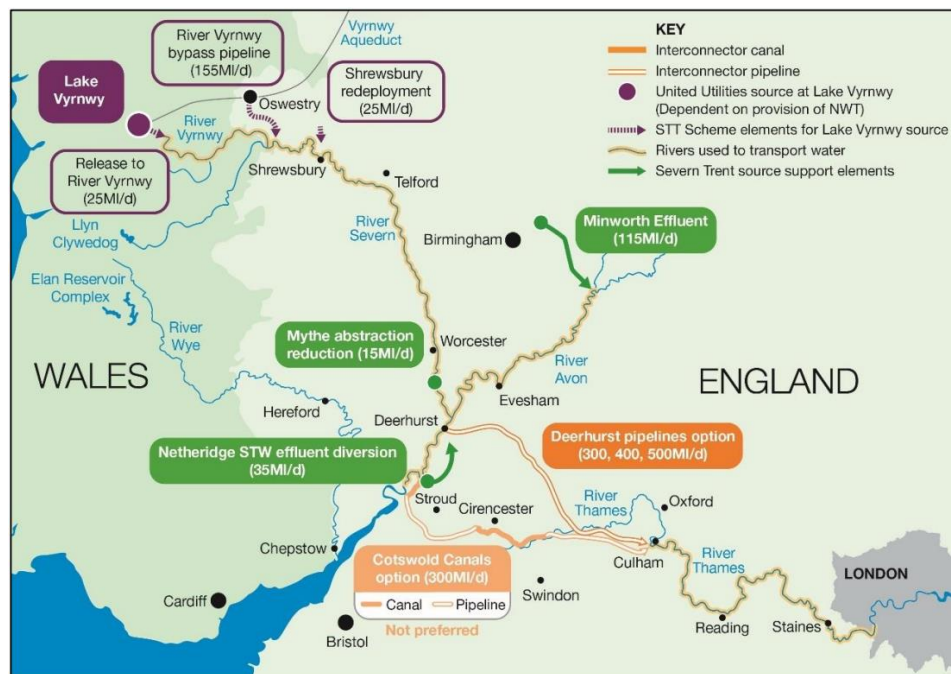 River Vyrnwy
bypass pipeline
(155Ml/d)
Vyrnwy
Aqueduct
Lake
Vyrnwy
Oswestry
Shrewsbury
redeployment
(25Ml/d)
River
Vyrnwy
Release to
River Vyrnwy
(25Ml/d)
Shrewsbury
Telford
KEY
Interconnector canal
Interconnector pipeline
United Utilities source at Lake Vyrnwy
(Dependent on provision of NWT)
STT Scheme elements for Lake Vyrnwy source
Rivers used to transport water
Severn Trent source support elements
Llyn
Clywedog
River
Severn
Birmingham
Minworth Effluent
(115Ml/d)
Elan Reservoir
Complex
River
Wye
Mythe abstraction
reduction (15Ml/d)
Worcester
River
Avon
WALES
ENGLAND
Evesham
Hereford
Deerhurst
Netheridge STW effluent diversion
(35Ml/d)
Deerhurst pipelines option
(300, 400, 500Ml/d)
Stroud
Cirencester
River
Thames
Oxford
Chepstow
Culham
River
Thames
LONDON
Cotswold Canals
option (300Ml/d)
Canal
Pipeline
Not preferred
Swindon
Cardiff
Bristol
Reading
Staines